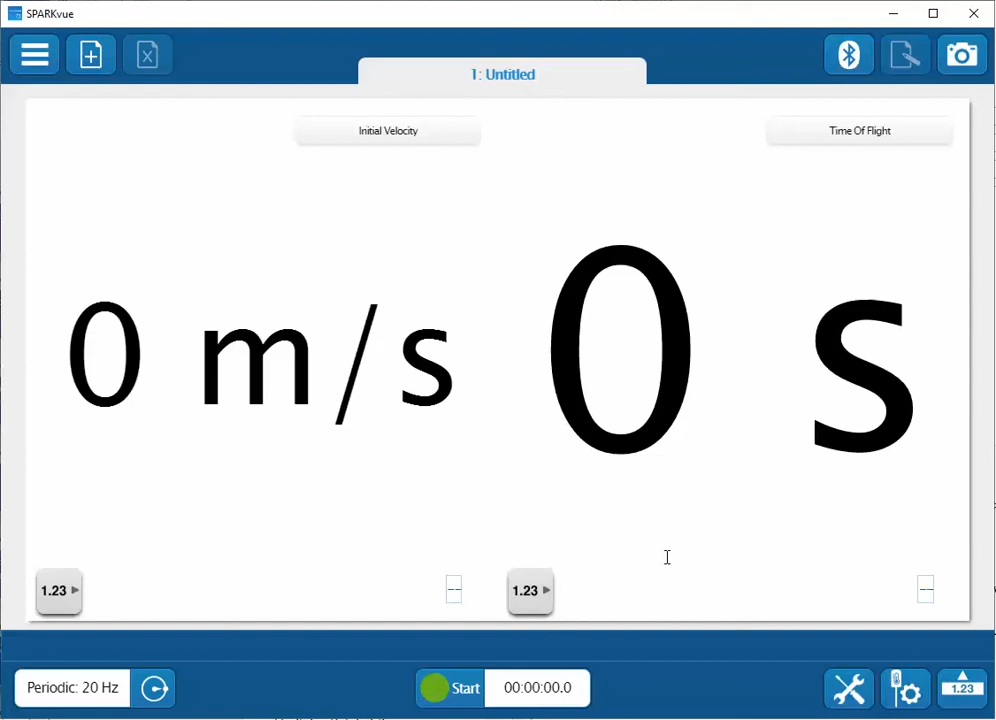 SPARKvue
1: Untitled
Initial Velocity
Time Of Flight
0 m/s
0 s
1.23
--
1.23
--
Periodic: 20 Hz
Start
00:00:00.0
1.23